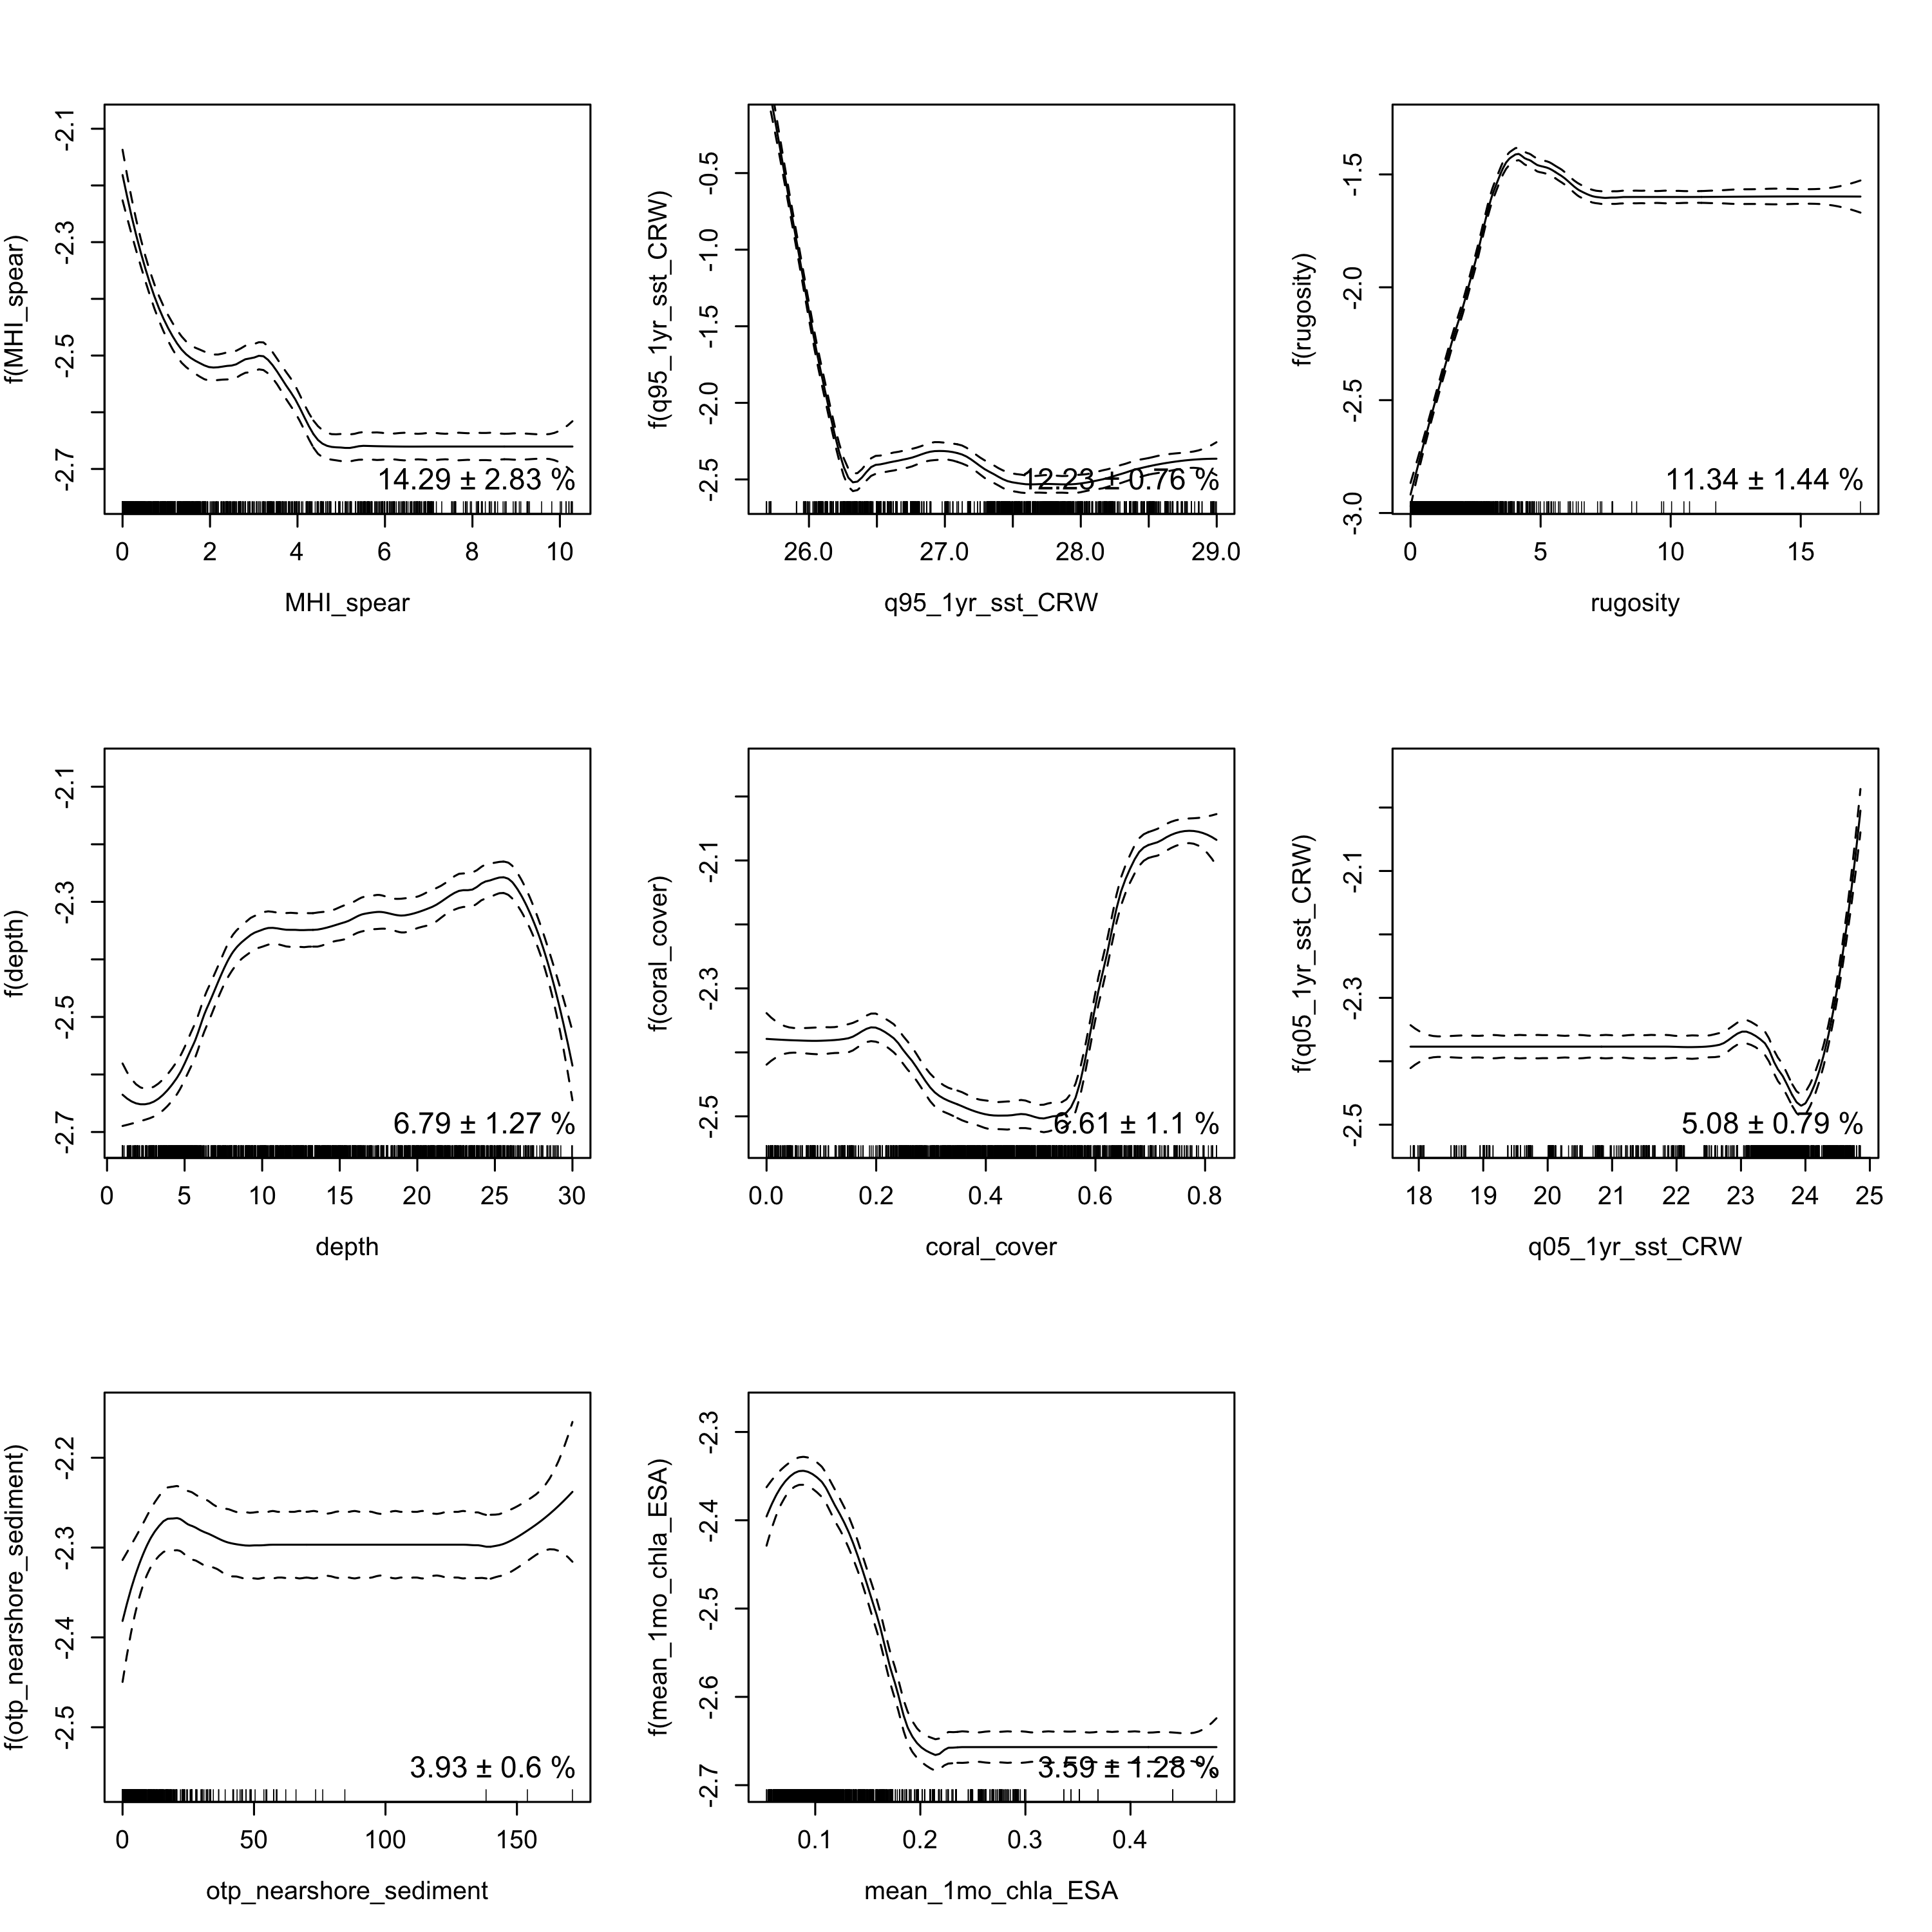 f(MHI_spear)
-2.1
-2.3
-2.5
-2.7
14.29 ± 2.83 %
0 2 4 6 8 10
MHI_spear
f(q95_1yr_sst_CRW)
-0.5
-1.0
-1.5
-2.0
-2.5
12.23 ± 0.76 %
26.0 27.0 28.0 29.0
q95_1yr_sst_CRW
f(rugosity)
-1.5
-2.0
-2.5
-3.0
11.34 ± 1.44 %
0 5 10 15
rugosity
f(depth)
-2.1
-2.3
-2.5
-2.7
6.79 ± 1.27 %
0 5 10 15 20 25 30
depth
f(coral_cover)
-2.1
-2.3
-2.5
6.61 ± 1.1 %
0.0 0.2 0.4 0.6 0.8
coral_cover
f(q05_1yr_sst_CRW)
-2.1
-2.3
-2.5
5.08 ± 0.79 %
18 19 20 21 22 23 24 25
q05_1yr_sst_CRW
f(otp_nearshore_sediment)
-2.2
-2.3
-2.4
-2.5
3.93 ± 0.6 %
0 50 100 150
otp_nearshore_sediment
f(mean_1mo_chla_ESA)
-2.3
-2.4
-2.5
-2.6
-2.7
3.59 ± 1.28 %
0.1 0.2 0.3 0.4
mean_1mo_chla_ESA